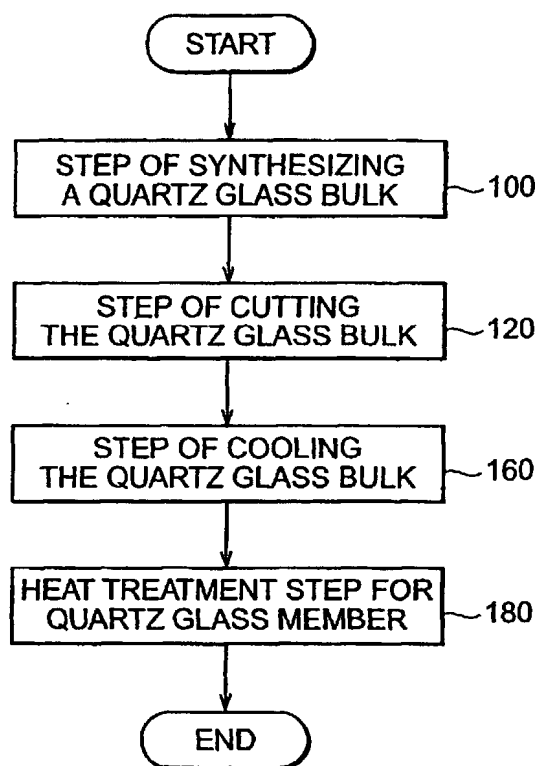 START
STEP OF SYNTHESIZING
A QUARTZ GLASS BULK
100
STEP OF CUTTING
THE QUARTZ GLASS BULK
120
STEP OF COOLING
THE QUARTZ GLASS BULK
160
HEAT TREATMENT STEP FOR
QUARTZ GLASS MEMBER
180
END